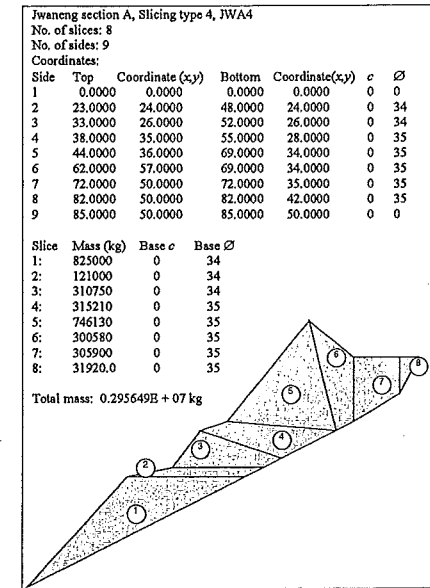 Jwaneng section A, Slicing type 4, JWA4
No. of slices: 8
No. of sides: 9
Coordinates:
Side Top Coordinate (x,y) Bottom Coordinate(x,y) c Ø
1 0.0000 0.0000 0.0000 0.0000 0 0
2 23.0000 24.0000 48.0000 24.0000 0 34
3 33.0000 26.0000 52.0000 26.0000 0 34
4 38.0000 35.0000 55.0000 28.0000 0 35
5 44.0000 36.0000 69.0000 34.0000 0 35
6 62.0000 57.0000 69.0000 34.0000 0 35
7 72.0000 50.0000 72.0000 35.0000 0 35
8 82.0000 50.0000 82.0000 42.0000 0 35
9 85.0000 50.0000 85.0000 50.0000 0 0
Slice Mass (kg) Base c Base Ø
1: 825000 0 34
2: 121000 0 34
3: 310750 0 34
4: 315210 0 35
5: 746130 0 35
6: 300580 0 35
7: 305900 0 35
8: 31920.0 0 35
Total mass: 0.295649E + 07 kg
6
8
7
5
3
4
2
1